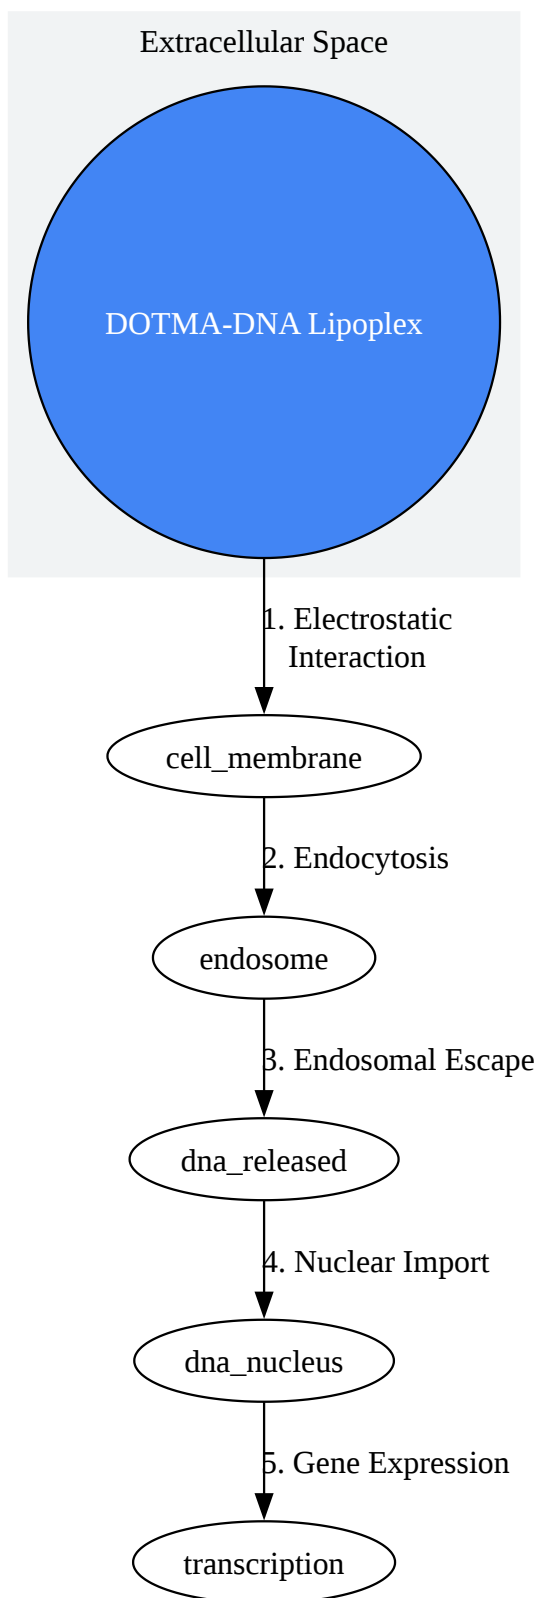 Extracellular Space
DOTMA-DNA Lipoplex
1. Electrostatic
Interaction
cell_membrane
2. Endocytosis
endosome
3. Endosomal Escape
dna_released
4. Nuclear Import
dna_nucleus
5. Gene Expression
transcription